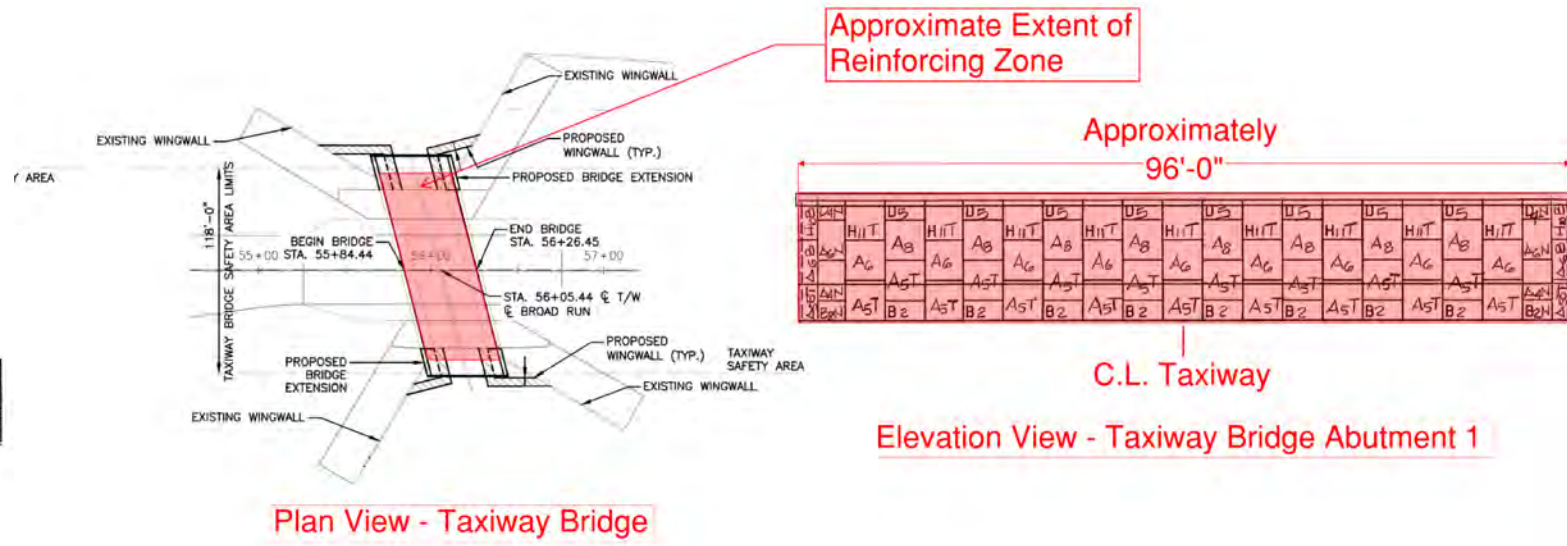 Approximate Extent of
Reinforcing Zone
EXISTING WINGWALL
EXISTING WINGWALL
PROPOSED
WINGWALL (TYP.)
PROPOSED BRIDGE EXTENSION
Y AREA
TAXIWAY BRIDGE SAFETY AREA LIMITS
118'-0"
BEGIN BRIDGE
STA. 55+84.44
END BRIDGE
STA. 56+26.45
55+00
56+00
57+00
STA. 56+05.44 ℄ T/W
℄ BROAD RUN
PROPOSED
BRIDGE
EXTENSION
PROPOSED
WINGWALL (TYP.)
TAXIWAY
SAFETY AREA
EXISTING WINGWALL
EXISTING WINGWALL
Plan View - Taxiway Bridge
Approximately
96'-0"
U5 U5 U5 U5 U5 U5 U5 U5
H11T H11T H11T H11T H11T H11T H11T H11T H11T
A8 A8 A8 A8 A8 A8 A8 A8
A6N A6 A6 A6 A6 A6 A6 A6 A6 A6 A6N
A5T A5T A5T A5T A5T A5T A5T A5T
A5T B2 A5T B2 A5T B2 A5T B2 A5T B2 A5T B2 A5T B2 A5T B2 A5T
C.L. Taxiway
Elevation View - Taxiway Bridge Abutment 1